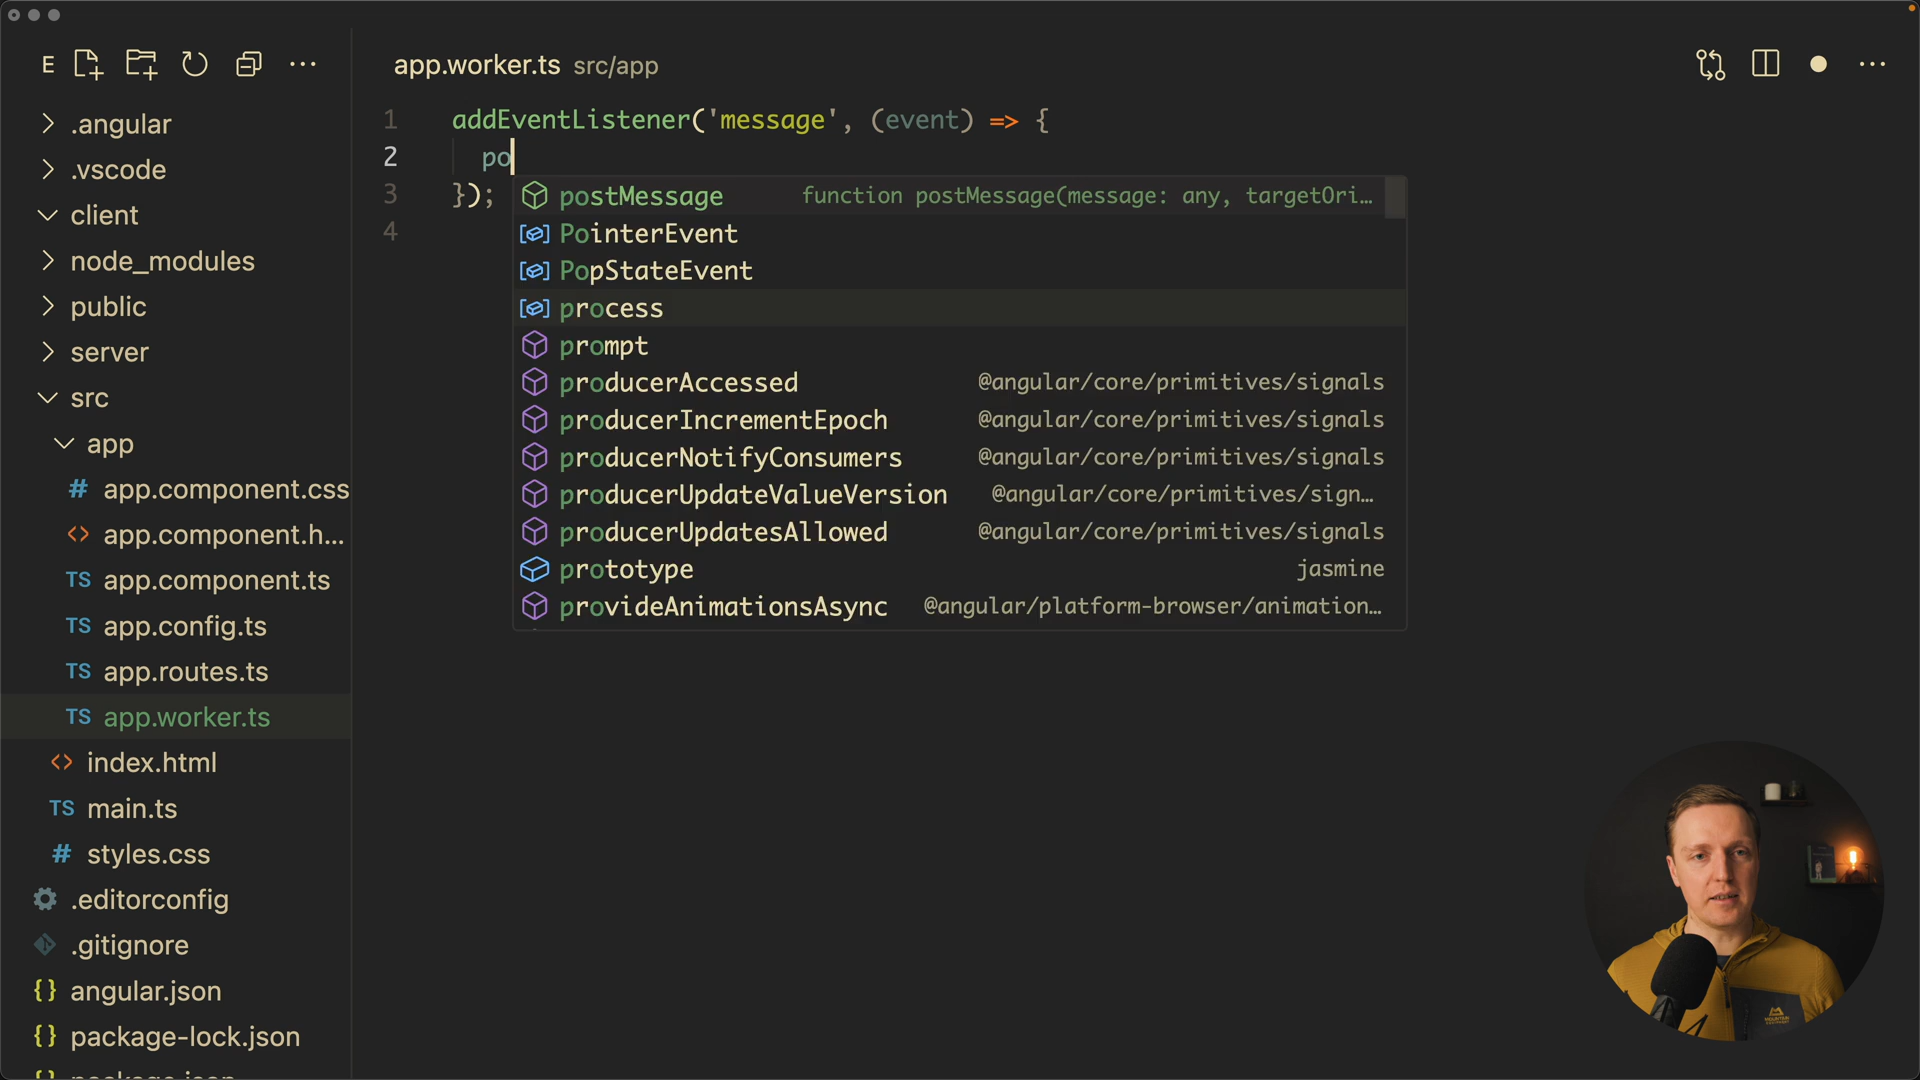 E
app.worker.ts src/app
.angular
.vscode
client
node_modules
public
server
src
app
# app.component.css
<> app.component.h...
TS app.component.ts
TS app.config.ts
TS app.routes.ts
TS app.worker.ts
<> index.html
TS main.ts
# styles.css
.editorconfig
.gitignore
{} angular.json
{} package-lock.json
1 addEventListener('message', (event) => {
2 po
3 });
4
postMessage function postMessage(message: any, targetOri…
PointerEvent
PopStateEvent
process
prompt
producerAccessed @angular/core/primitives/signals
producerIncrementEpoch @angular/core/primitives/signals
producerNotifyConsumers @angular/core/primitives/signals
producerUpdateValueVersion @angular/core/primitives/sign…
producerUpdatesAllowed @angular/core/primitives/signals
prototype jasmine
provideAnimationsAsync @angular/platform-browser/animation…